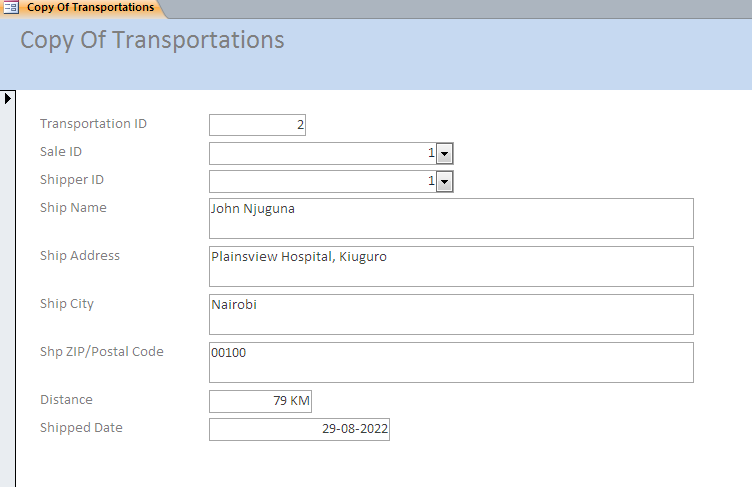 Copy Of Transportations
Copy Of Transportations
Transportation ID 2
Sale ID 1
Shipper ID 1
Ship Name John Njuguna
Ship Address Plainsview Hospital, Kiuguro
Ship City Nairobi
Shp ZIP/Postal Code 00100
Distance 79 KM
Shipped Date 29-08-2022